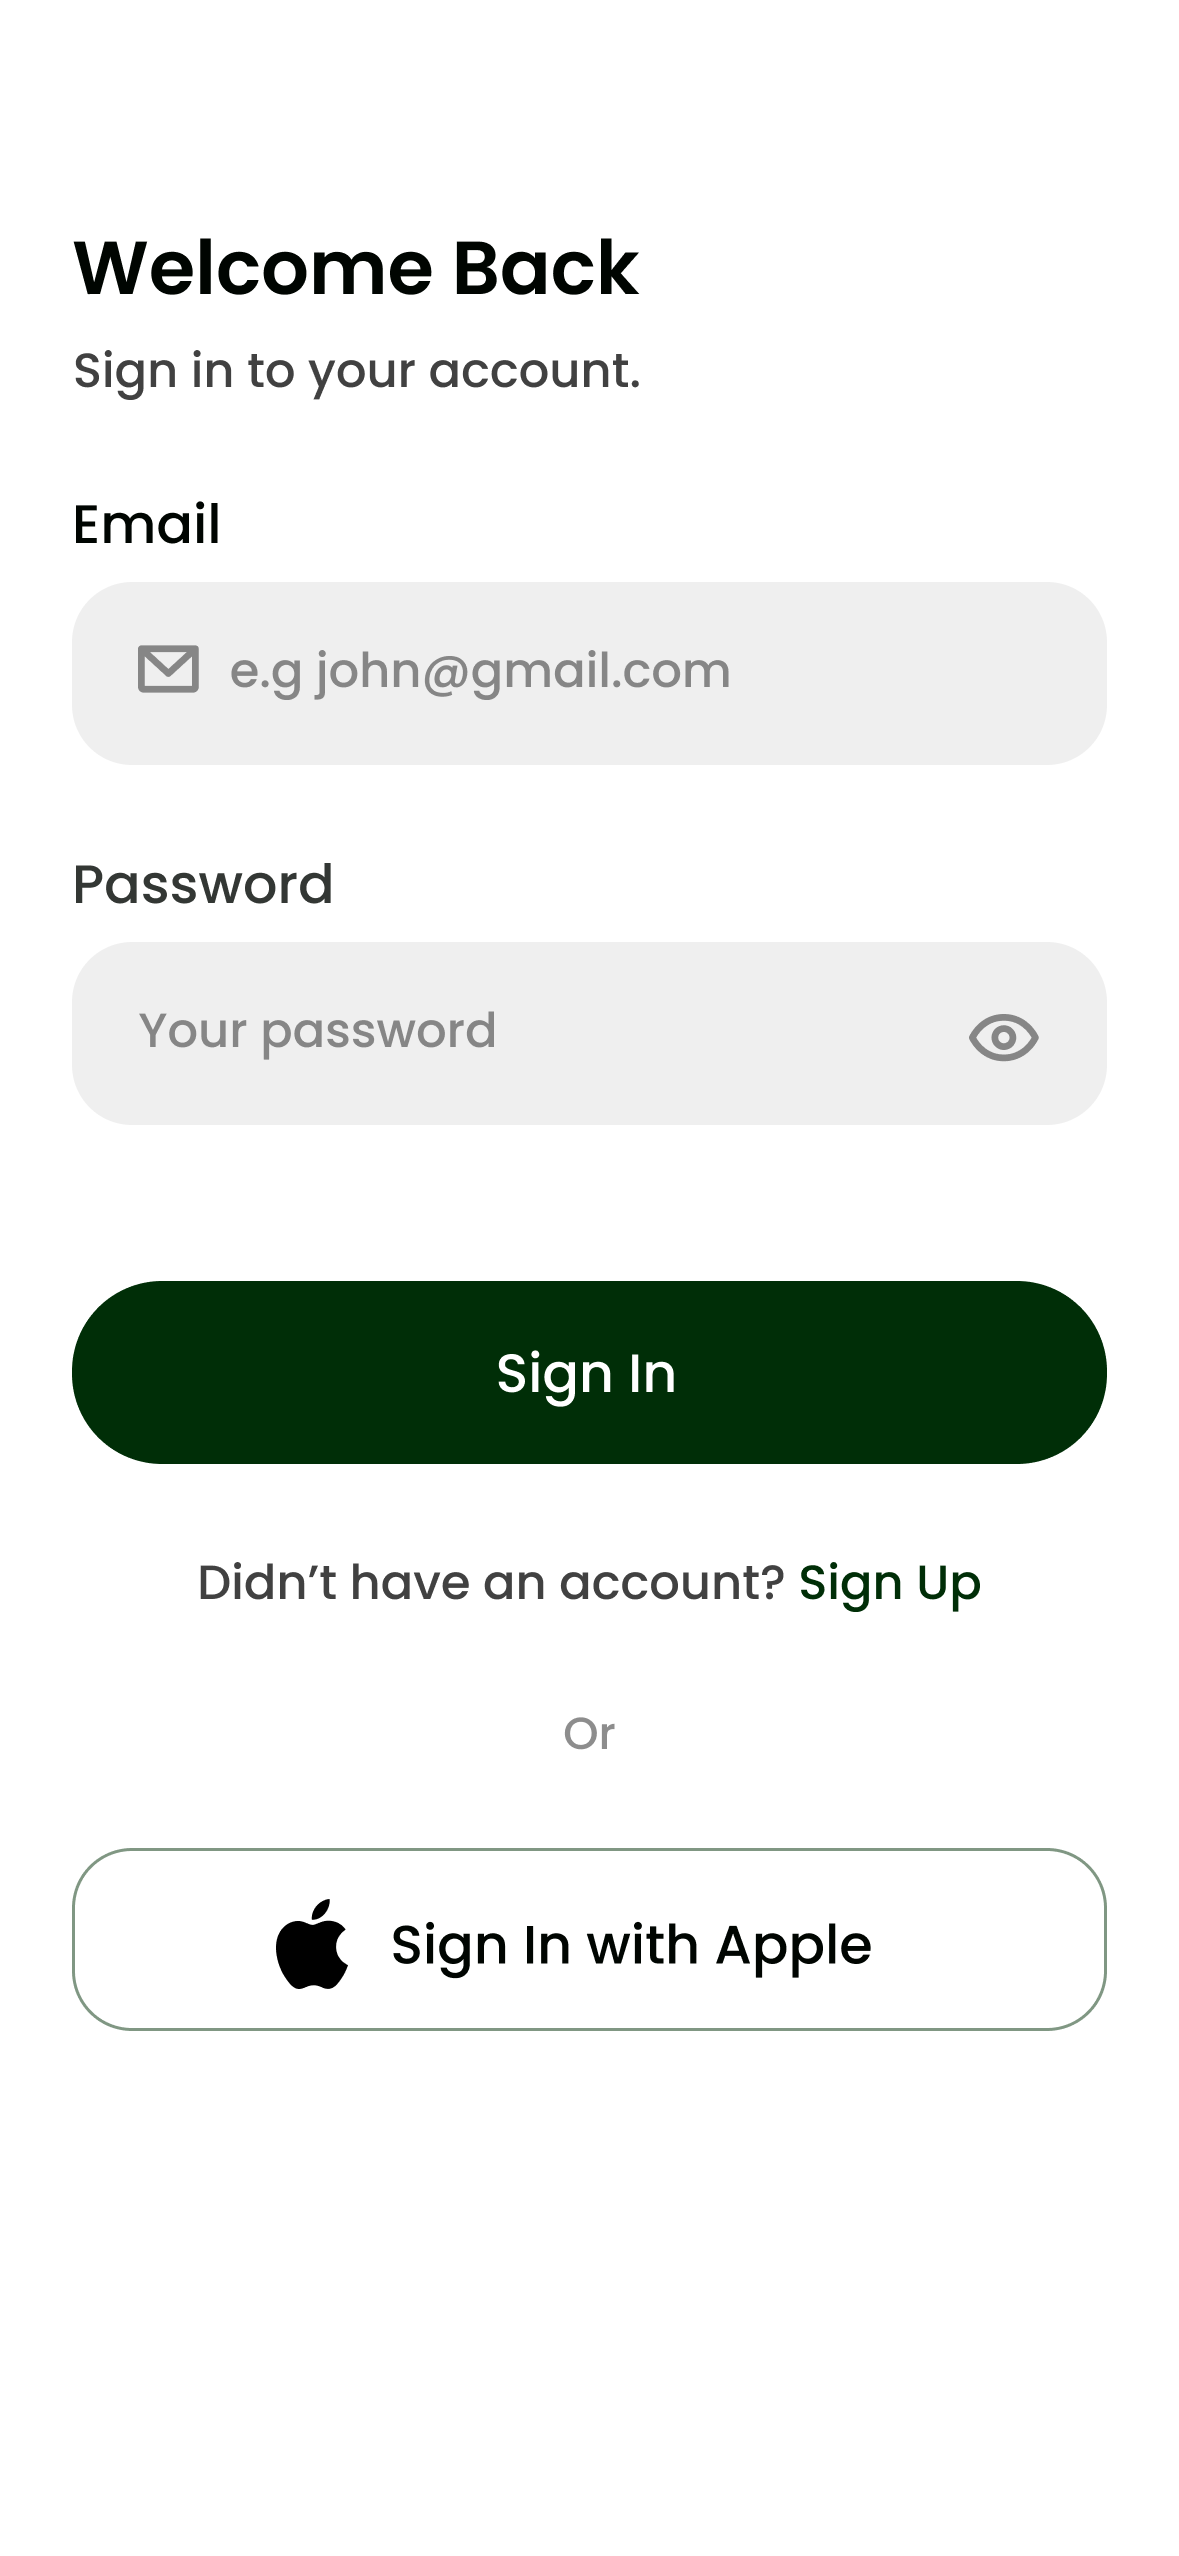 Welcome Back
Sign in to your account.
Email
e.g john@gmail.com
Password
Your password
Sign In
Didn’t have an account? Sign Up
Or
Sign In with Apple